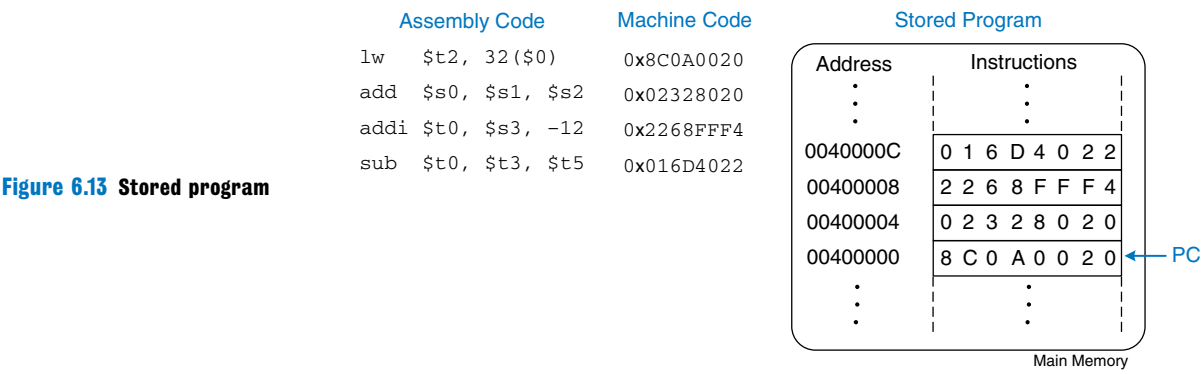 Assembly Code Machine Code Stored Program
lw $t2, 32($0) 0x8C0A0020
add $s0, $s1, $s2 0x02328020
addi $t0, $s3, −12 0x2268FFF4
sub $t0, $t3, $t5 0x016D4022
Figure 6.13 Stored program
Address Instructions
0040000C 0 1 6 D 4 0 2 2
00400008 2 2 6 8 F F F 4
00400004 0 2 3 2 8 0 2 0
00400000 8 C 0 A 0 0 2 0 PC
Main Memory